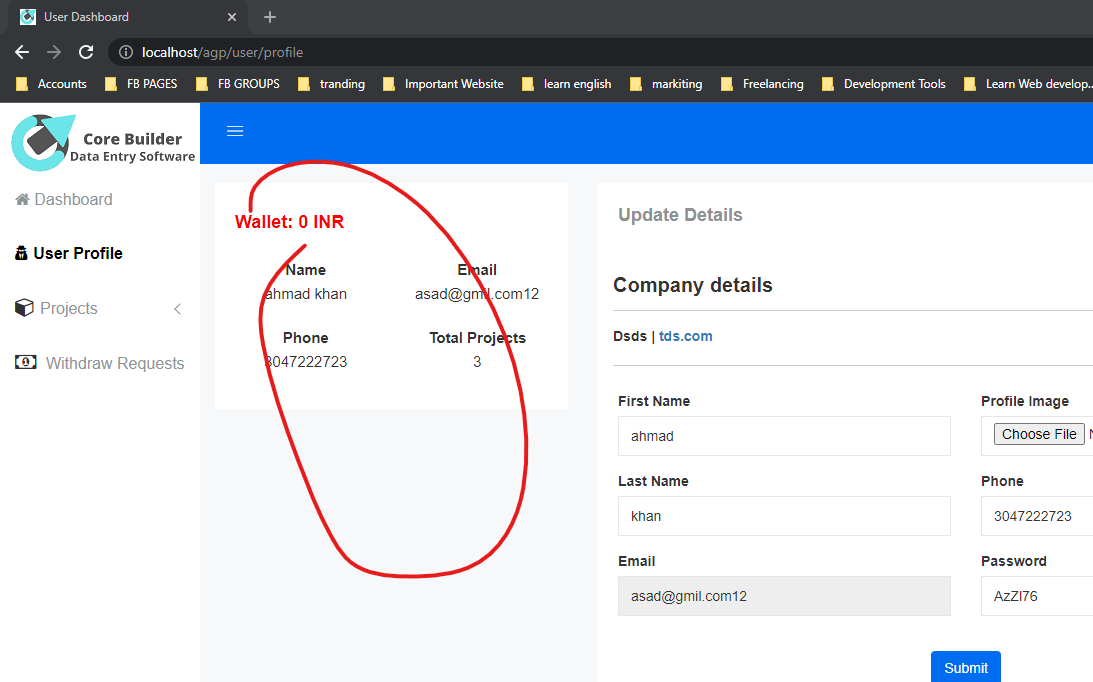 User Dashboard
localhost/agp/user/profile
Accounts FB PAGES FB GROUPS tranding Important Website learn english markiting Freelancing Development Tools Learn Web develop..
Core Builder
Data Entry Software
Dashboard
User Profile
Projects
Withdraw Requests
Wallet: 0 INR
Name Email
ahmad khan asad@gmil.com12
Phone Total Projects
3047222723 3
Update Details
Company details
Dsds | tds.com
First Name Profile Image
ahmad Choose File
Last Name Phone
khan 3047222723
Email Password
asad@gmil.com12
Submit